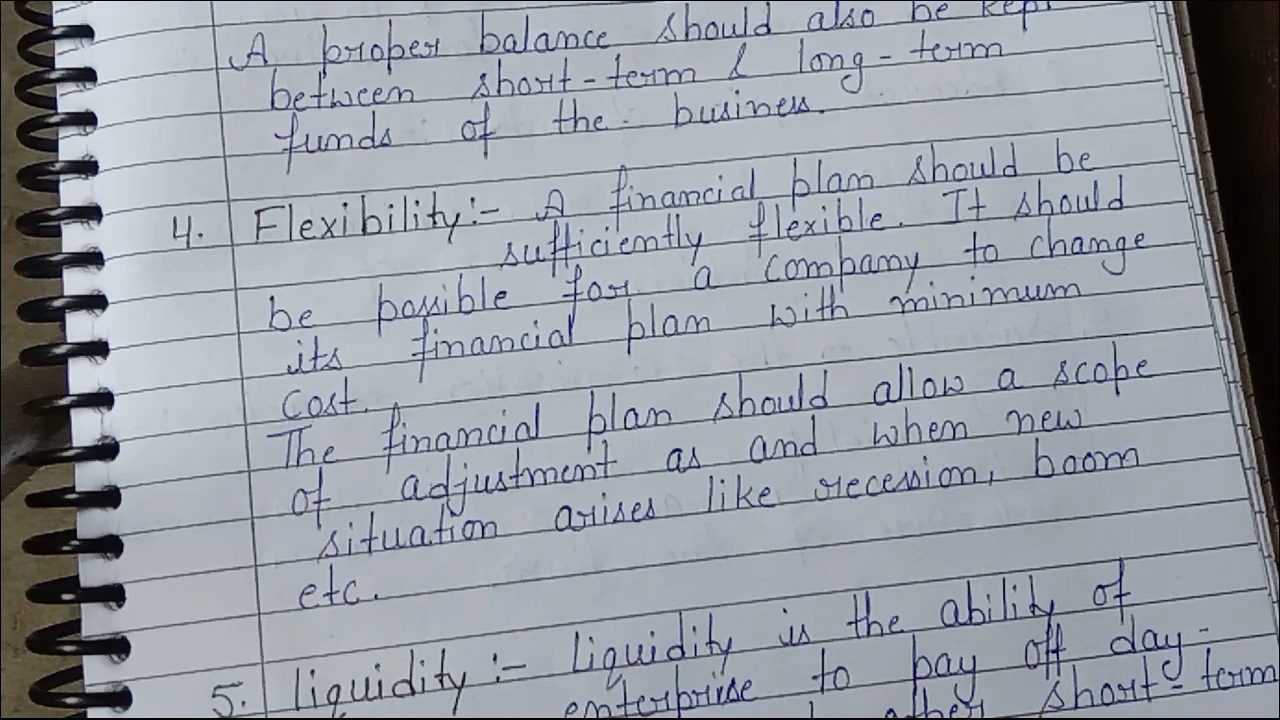 A proper balance should also be kept
between short-term & long-term
funds of the business.
4. Flexibility:- A financial plan should be
sufficiently flexible. It should
be possible for a company to change
its financial plan with minimum
cost.
The financial plan should allow a scope
of adjustment as and when new
situation arises like recession, boom
etc.
5. liquidity:- liquidity is the ability of
enterprise to pay off day-
other short-term